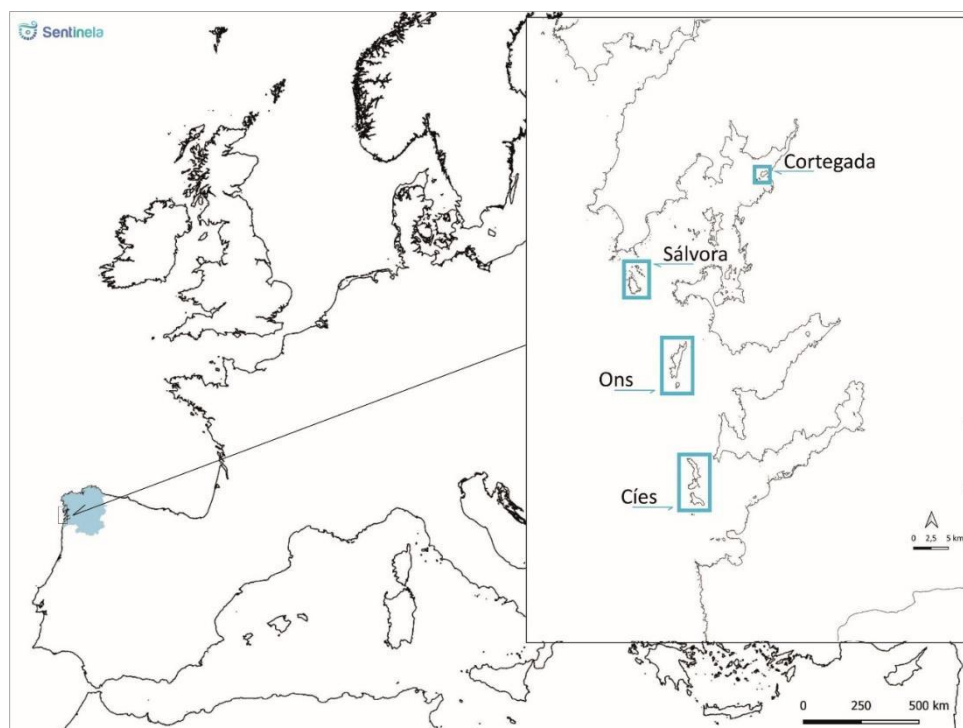 Sentinela
Cortegada
Sálvora
Ons
Cíes
0 2,5 5 km
0 250 500 km